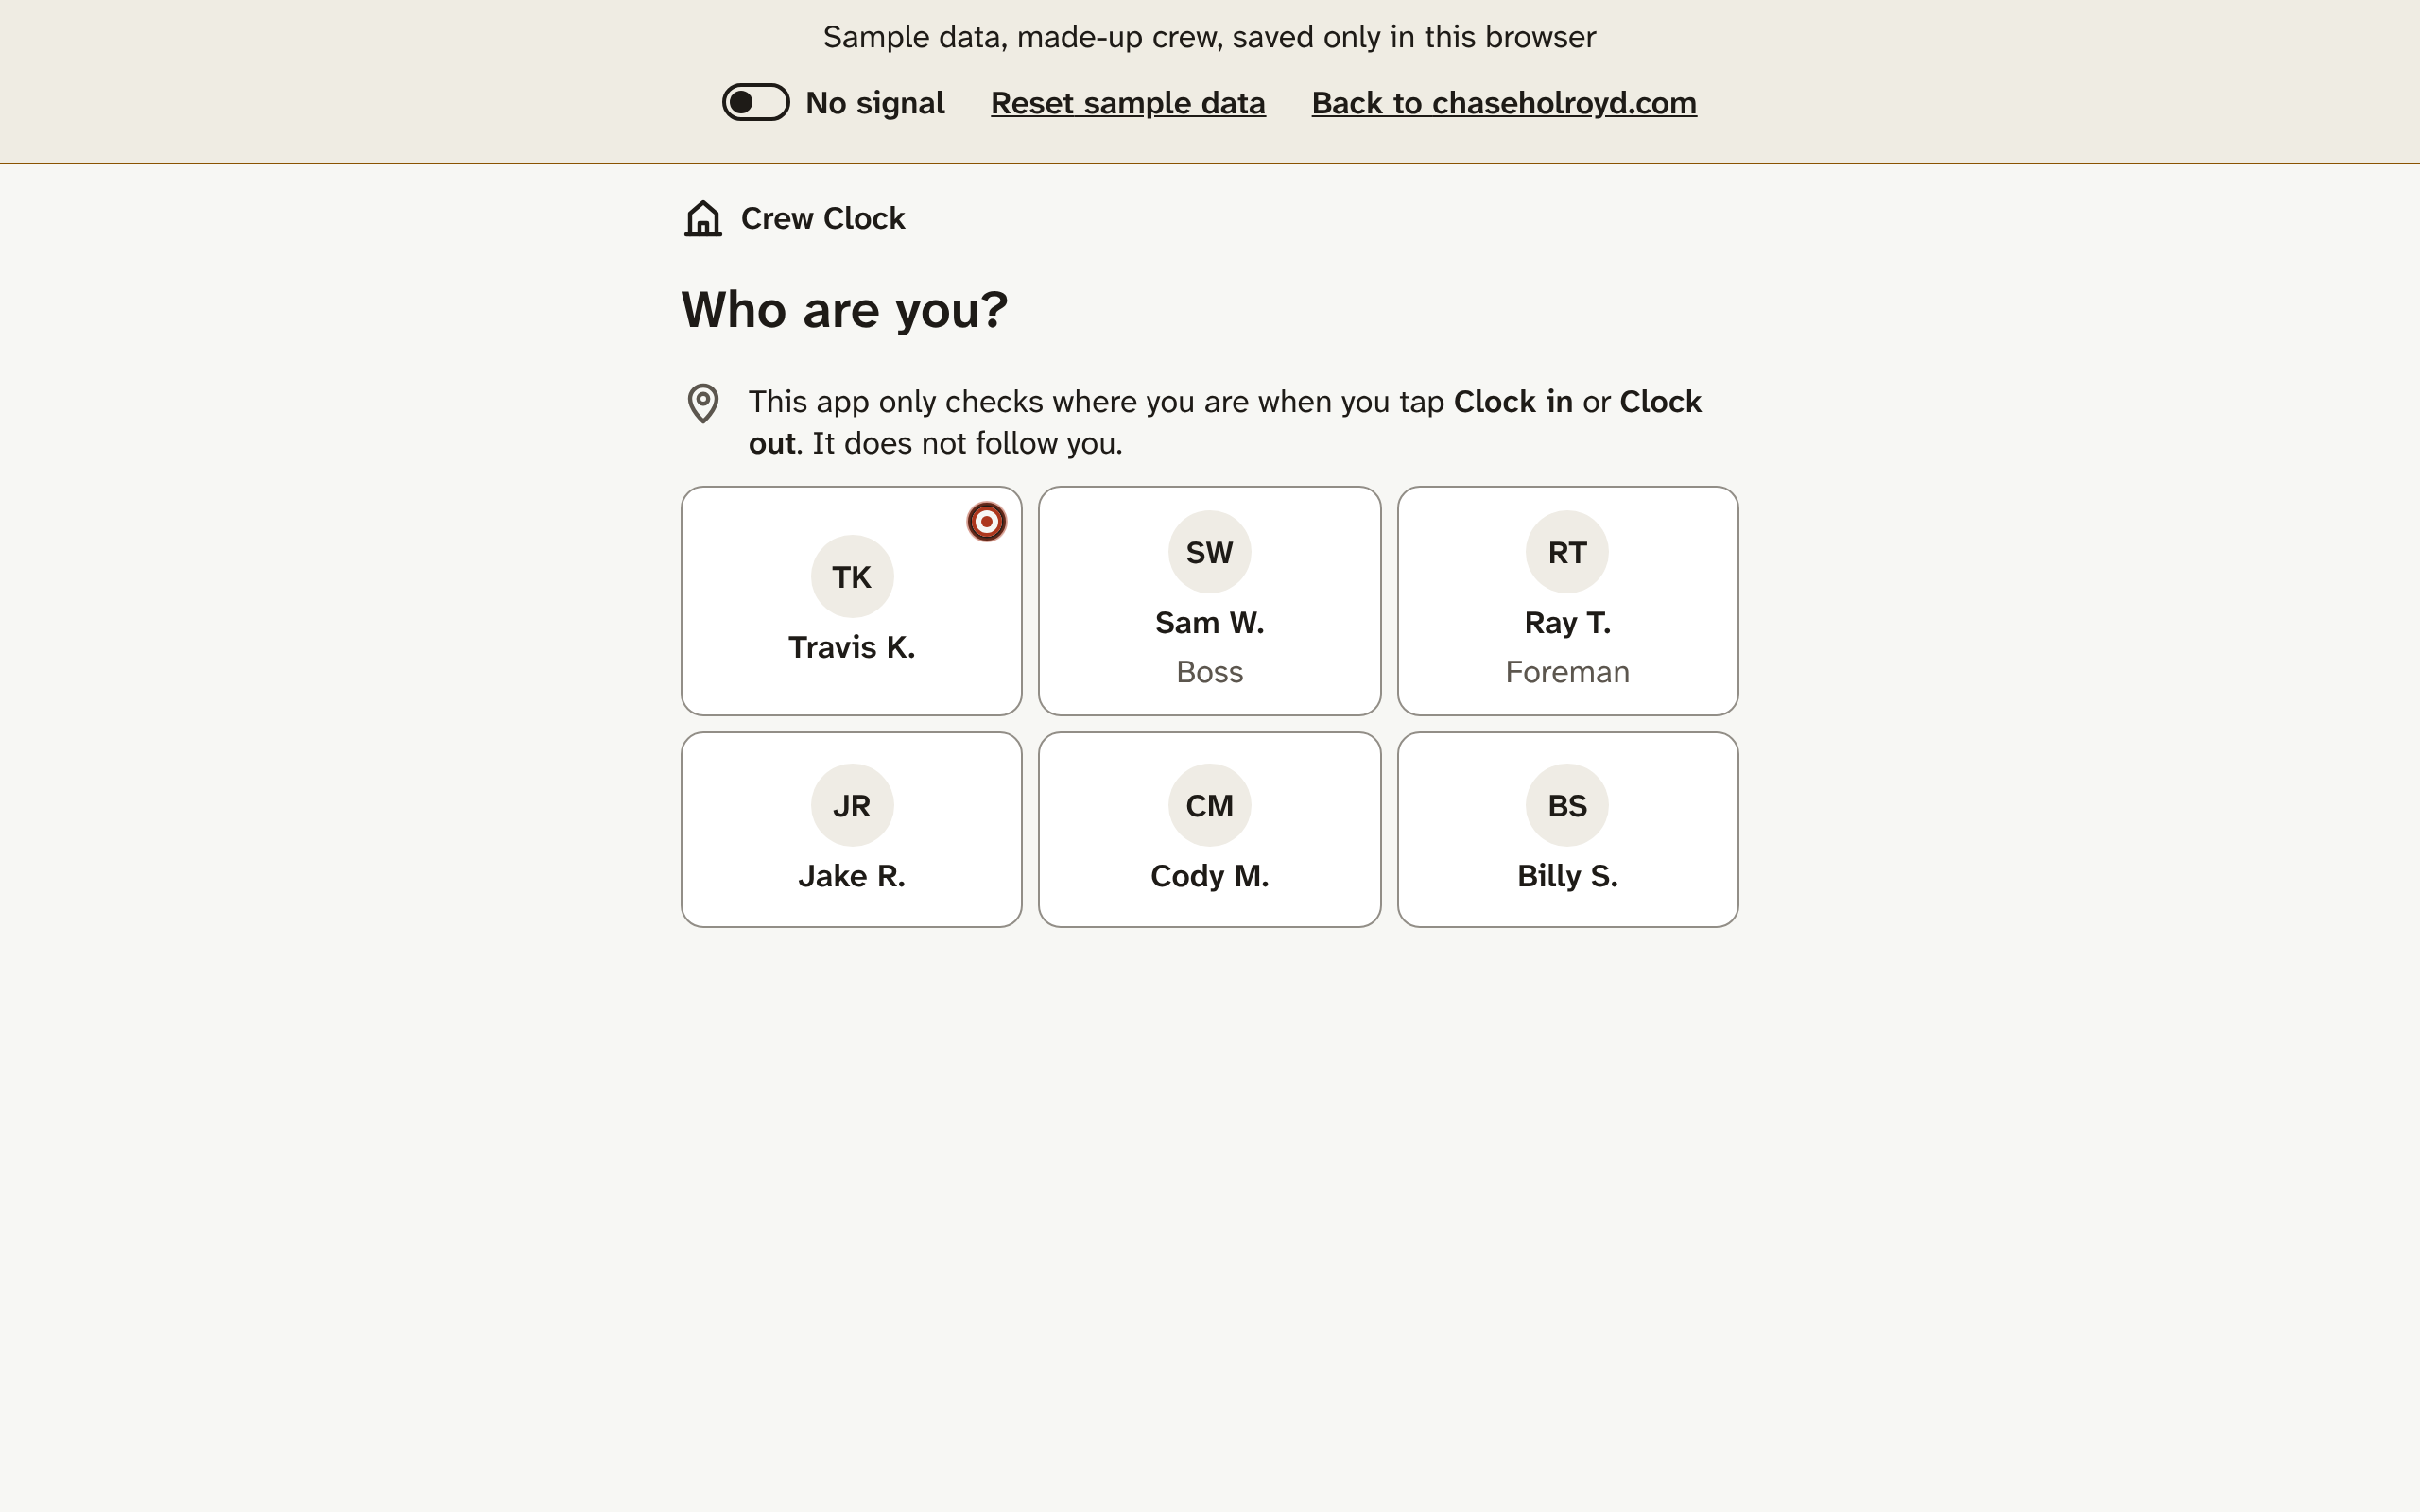 Sample data, made-up crew, saved only in this browser
No signal Reset sample data Back to chaseholroyd.com
Crew Clock
Who are you?
This app only checks where you are when you tap Clock in or Clock
out. It does not follow you.
TK
Travis K.
SW
Sam W.
Boss
RT
Ray T.
Foreman
JR
Jake R.
CM
Cody M.
BS
Billy S.